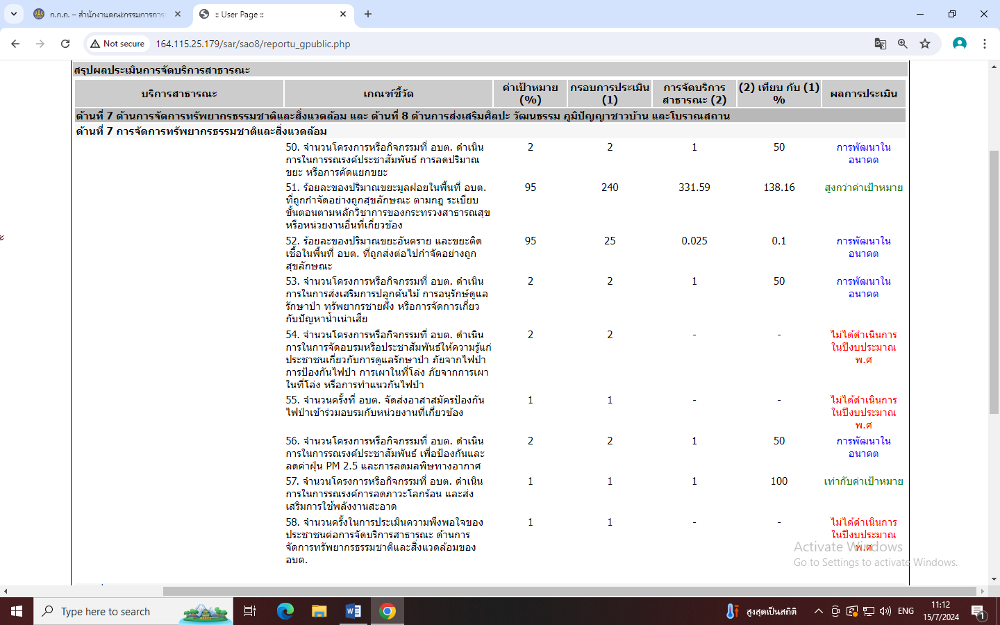 ก.ก.ถ. – สำนักงานคณะกรรมการการ
:: User Page ::
Not secure
164.115.25.179/sar/sao8/reportu_gpublic.php
สรุปผลประเมินการจัดบริการสาธารณะ
บริการสาธารณะ
เกณฑ์ชี้วัด
ค่าเป้าหมาย (%)
กรอบการประเมิน (1)
การจัดบริการสาธารณะ (2)
(2) เทียบ กับ (1) %
ผลการประเมิน
ด้านที่ 7 ด้านการจัดการทรัพยากรธรรมชาติและสิ่งแวดล้อม และ ด้านที่ 8 ด้านการส่งเสริมศิลปะ วัฒนธรรม ภูมิปัญญาชาวบ้าน และโบราณสถาน
ด้านที่ 7 การจัดการทรัพยากรธรรมชาติและสิ่งแวดล้อม
50. จำนวนโครงการหรือกิจกรรมที่ อบต. ดำเนิน 2 2 1 50 การพัฒนาใน
การในการรณรงค์ประชาสัมพันธ์ การลดปริมาณ อนาคต
ขยะ หรือการคัดแยกขยะ
51. ร้อยละของปริมาณขยะมูลฝอยในพื้นที่ อบต. 95 240 331.59 138.16 สูงกว่าค่าเป้าหมาย
ที่ถูกกำจัดอย่างถูกสุขลักษณะ ตามกฎ ระเบียบ
ขั้นตอนตามหลักวิชาการของกระทรวงสาธารณสุข
หรือหน่วยงานอื่นที่เกี่ยวข้อง
52. ร้อยละของปริมาณขยะอันตราย และขยะติด 95 25 0.025 0.1 การพัฒนาใน
เชื้อในพื้นที่ อบต. ที่ถูกส่งต่อไปกำจัดอย่างถูก อนาคต
สุขลักษณะ
53. จำนวนโครงการหรือกิจกรรมที่ อบต. ดำเนิน 2 2 1 50 การพัฒนาใน
การในการส่งเสริมการปลูกต้นไม้ การอนุรักษ์ดูแล อนาคต
รักษาป่า ทรัพยากรชายฝั่ง หรือการจัดการเกี่ยว
กับปัญหาน้ำเน่าเสีย
54. จำนวนโครงการหรือกิจกรรมที่ อบต. ดำเนิน 2 2 - - ไม่ได้ดำเนินการ
การในการจัดอบรมหรือประชาสัมพันธ์ให้ความรู้แก่ ในปีงบประมาณ
ประชาชนเกี่ยวกับการดูแลรักษาป่า ภัยจากไฟป่า พ.ศ
การป้องกันไฟป่า การเผาในที่โล่ง ภัยจากการเผา
ในที่โล่ง หรือการทำแนวกันไฟป่า
55. จำนวนครั้งที่ อบต. จัดส่งอาสาสมัครป้องกัน 1 1 - - ไม่ได้ดำเนินการ
ไฟป่าเข้าร่วมอบรมกับหน่วยงานที่เกี่ยวข้อง ในปีงบประมาณ
พ.ศ
56. จำนวนโครงการหรือกิจกรรมที่ อบต. ดำเนิน 2 2 1 50 การพัฒนาใน
การในการรณรงค์ประชาสัมพันธ์ เพื่อป้องกันและ อนาคต
ลดค่าฝุ่น PM 2.5 และการลดมลพิษทางอากาศ
57. จำนวนโครงการหรือกิจกรรมที่ อบต. ดำเนิน 1 1 1 100 เท่ากับค่าเป้าหมาย
การในการรณรงค์การลดภาวะโลกร้อน และส่ง
เสริมการใช้พลังงานสะอาด
58. จำนวนครั้งในการประเมินความพึงพอใจของ 1 1 - - ไม่ได้ดำเนินการ
ประชาชนต่อการจัดบริการสาธารณะ ด้านการ ในปีงบประมาณ
จัดการทรัพยากรธรรมชาติและสิ่งแวดล้อมของ พ.ศ
อบต.
Activate Windows
Go to Settings to activate Windows.
Type here to search
สูงสุดเป็นสถิติ
ENG
11:12
15/7/2024
1